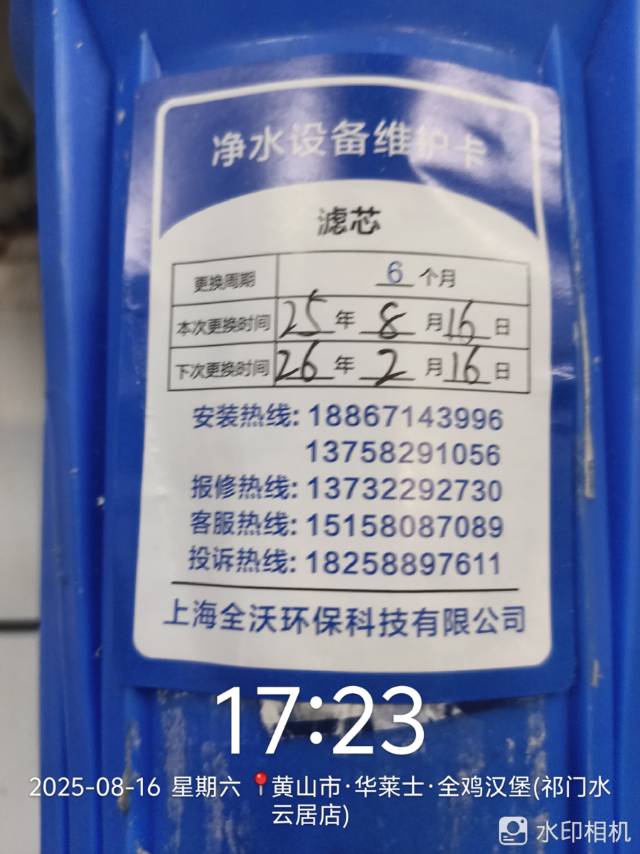 净水设备维护卡
滤芯
更换周期 6 个月
本次更换时间 25 年 8 月 16 日
下次更换时间 26 年 2 月 16 日
安装热线: 18867143996
13758291056
报修热线: 13732292730
客服热线: 15158087089
投诉热线: 18258897611
上海全沃环保科技有限公司
17:23
2025-08-16 星期六 📍黄山市·华莱士·全鸡汉堡(祁门水
云居店)
水印相机